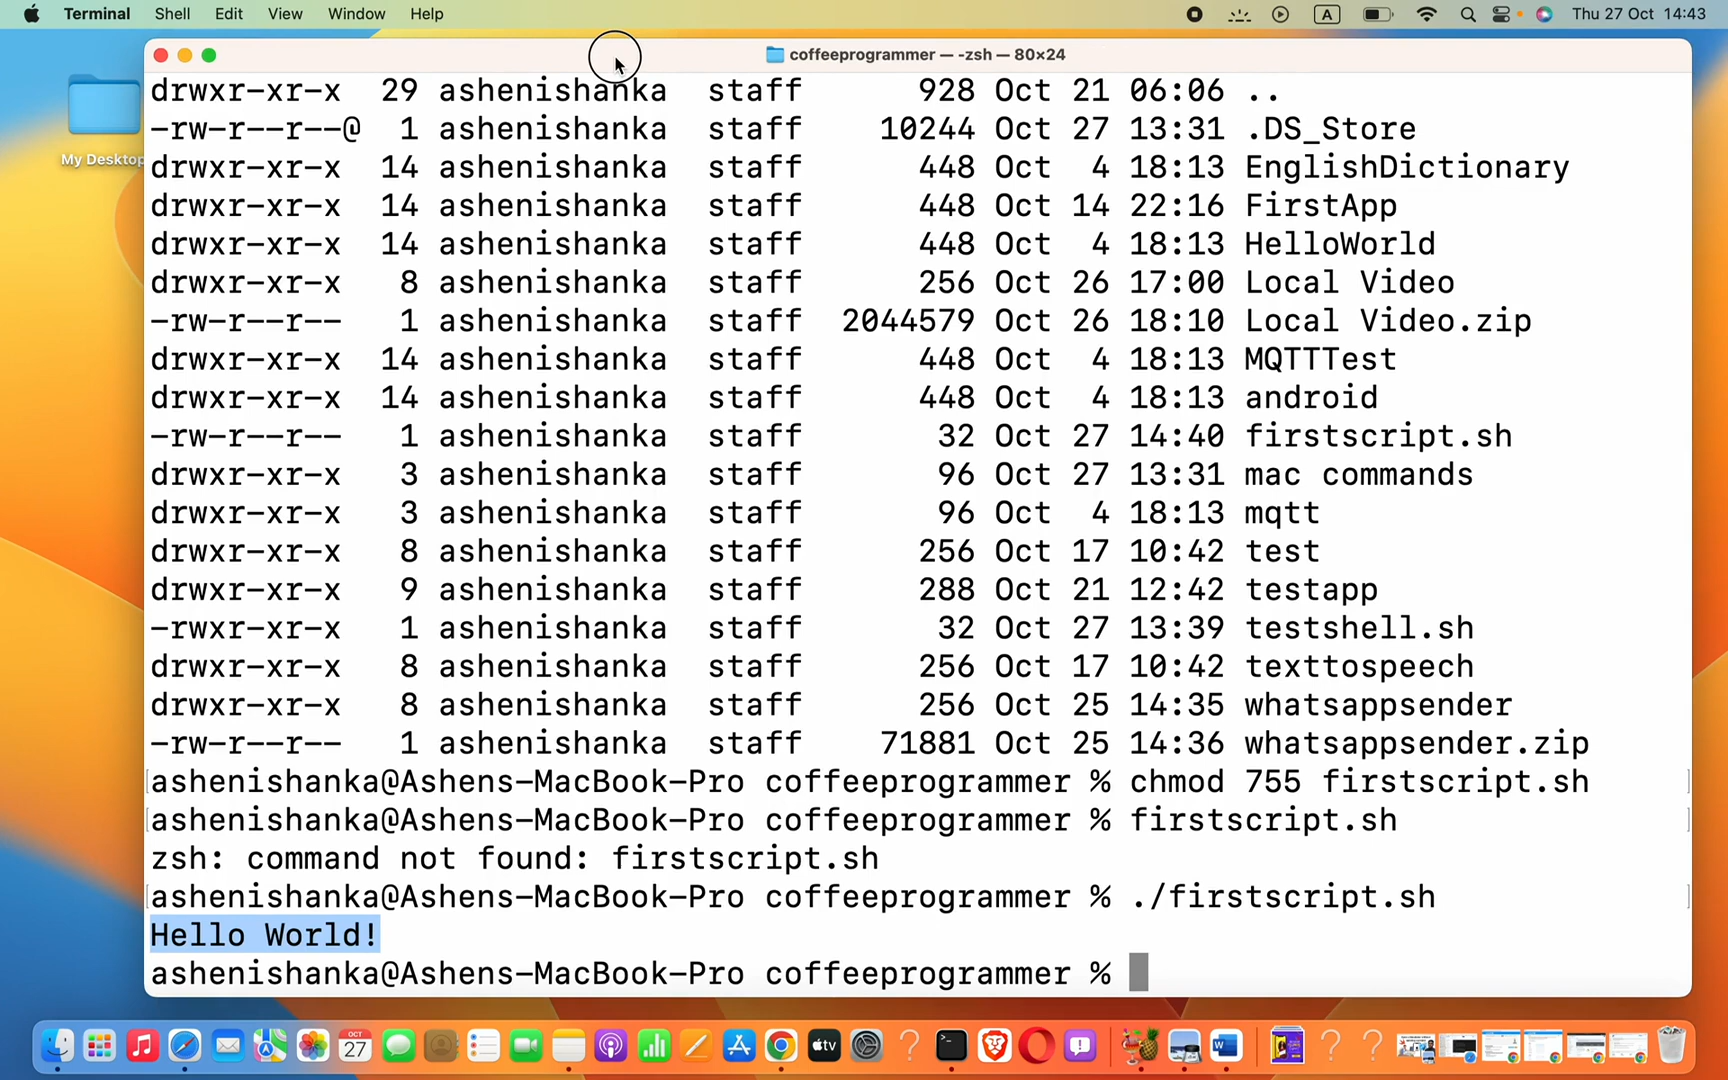 Terminal Shell Edit View Window Help A Thu 27 Oct 14:43
coffeeprogrammer — -zsh — 80×24
My Desktop
drwxr-xr-x 29 ashenishanka staff 928 Oct 21 06:06 ..
-rw-r--r--@ 1 ashenishanka staff 10244 Oct 27 13:31 .DS_Store
drwxr-xr-x 14 ashenishanka staff 448 Oct 4 18:13 EnglishDictionary
drwxr-xr-x 14 ashenishanka staff 448 Oct 14 22:16 FirstApp
drwxr-xr-x 14 ashenishanka staff 448 Oct 4 18:13 HelloWorld
drwxr-xr-x 8 ashenishanka staff 256 Oct 26 17:00 Local Video
-rw-r--r-- 1 ashenishanka staff 2044579 Oct 26 18:10 Local Video.zip
drwxr-xr-x 14 ashenishanka staff 448 Oct 4 18:13 MQTTTest
drwxr-xr-x 14 ashenishanka staff 448 Oct 4 18:13 android
-rw-r--r-- 1 ashenishanka staff 32 Oct 27 14:40 firstscript.sh
drwxr-xr-x 3 ashenishanka staff 96 Oct 27 13:31 mac commands
drwxr-xr-x 3 ashenishanka staff 96 Oct 4 18:13 mqtt
drwxr-xr-x 8 ashenishanka staff 256 Oct 17 10:42 test
drwxr-xr-x 9 ashenishanka staff 288 Oct 21 12:42 testapp
-rwxr-xr-x 1 ashenishanka staff 32 Oct 27 13:39 testshell.sh
drwxr-xr-x 8 ashenishanka staff 256 Oct 17 10:42 texttospeech
drwxr-xr-x 8 ashenishanka staff 256 Oct 25 14:35 whatsappsender
-rw-r--r-- 1 ashenishanka staff 71881 Oct 25 14:36 whatsappsender.zip
[ashenishanka@Ashens-MacBook-Pro coffeeprogrammer % chmod 755 firstscript.sh ]
[ashenishanka@Ashens-MacBook-Pro coffeeprogrammer % firstscript.sh ]
zsh: command not found: firstscript.sh
[ashenishanka@Ashens-MacBook-Pro coffeeprogrammer % ./firstscript.sh ]
Hello World!
ashenishanka@Ashens-MacBook-Pro coffeeprogrammer %
OCT
27
tv
W